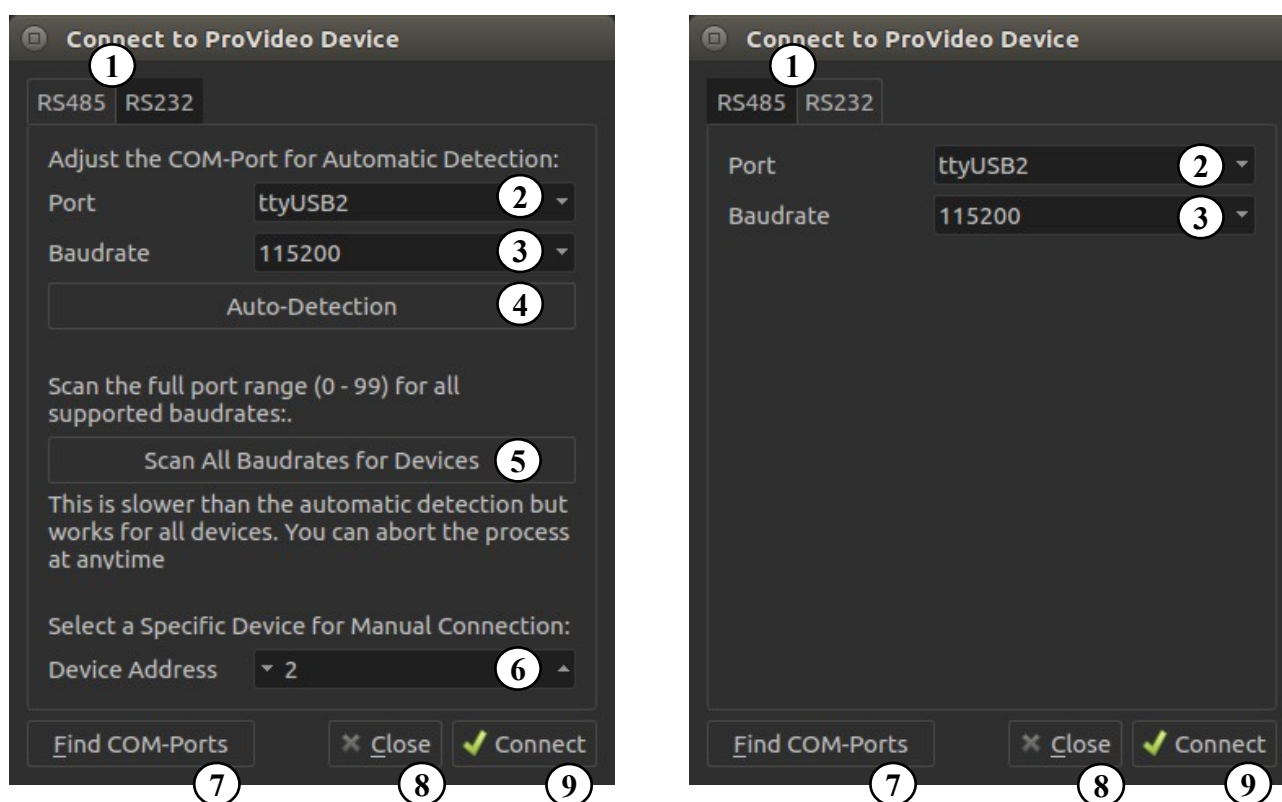 Connect to ProVideo Device
1
RS485 RS232
Adjust the COM-Port for Automatic Detection:
Port ttyUSB2 2
Baudrate 115200 3
Auto-Detection 4
Scan the full port range (0 - 99) for all
supported baudrates:.
Scan All Baudrates for Devices 5
This is slower than the automatic detection but
works for all devices. You can abort the process
at anytime
Select a Specific Device for Manual Connection:
Device Address 2 6
Find COM-Ports Close Connect
7 8 9
Connect to ProVideo Device
1
RS485 RS232
Port ttyUSB2 2
Baudrate 115200 3
Find COM-Ports Close Connect
7 8 9